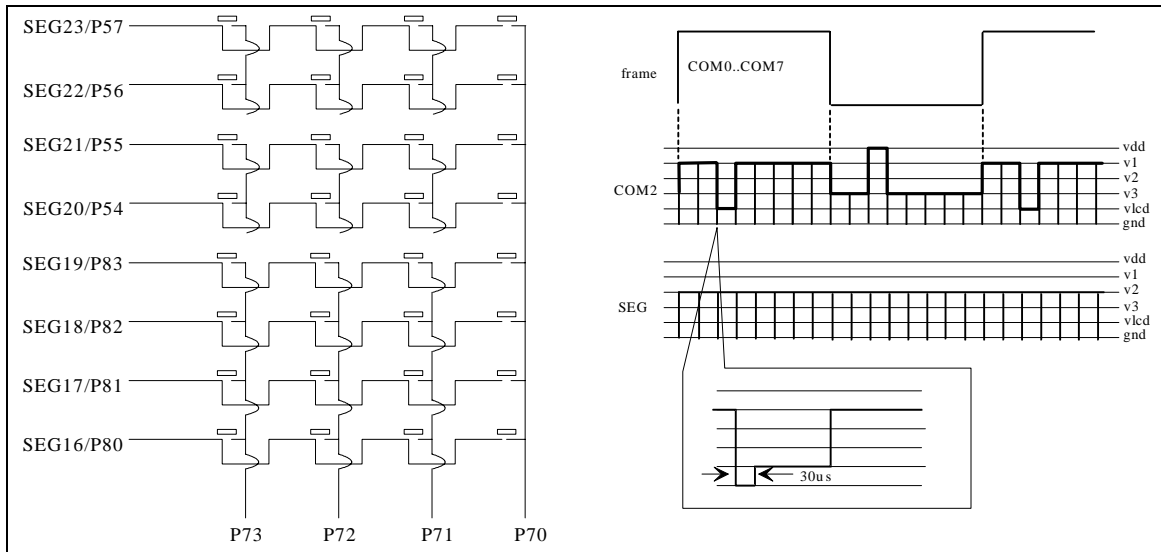 SEG23/P57
SEG22/P56
SEG21/P55
SEG20/P54
SEG19/P83
SEG18/P82
SEG17/P81
SEG16/P80
P73 P72 P71 P70
frame
COM0..COM7
COM2
vdd
v1
v2
v3
vlcd
gnd
SEG
vdd
v1
v2
v3
vlcd
gnd
30us